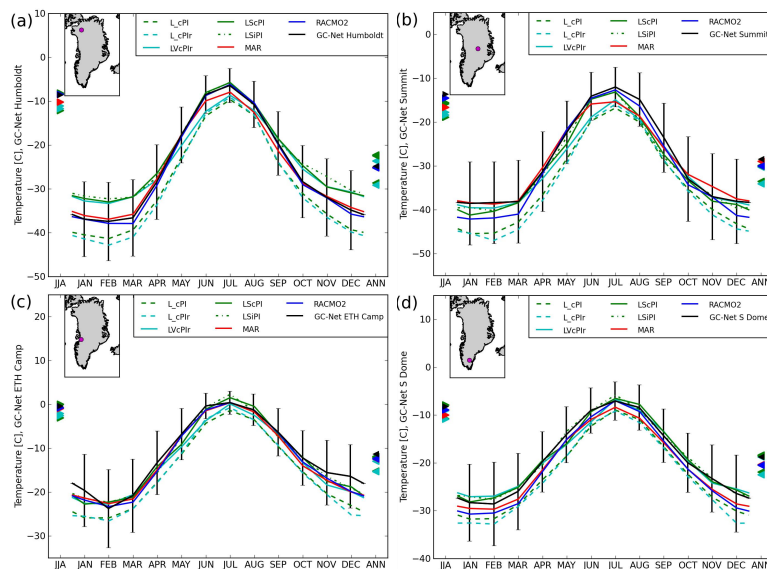 (a)
L_cPI
L_cPIr
LVcPIr
LScPI
LSiPI
MAR
RACMO2
GC-Net Humboldt
Temperature [C], GC-Net Humboldt
10
0
−10
−20
−30
−40
−50
JJA JAN FEB MAR APR MAY JUN JUL AUG SEP OCT NOV DEC ANN
(b)
L_cPI
L_cPIr
LVcPIr
LScPI
LSiPI
MAR
RACMO2
GC-Net Summit
Temperature [C], GC-Net Summit
0
−10
−20
−30
−40
−50
JJA JAN FEB MAR APR MAY JUN JUL AUG SEP OCT NOV DEC ANN
(c)
L_cPI
L_cPIr
LVcPIr
LScPI
LSiPI
MAR
RACMO2
GC-Net ETH Camp
Temperature [C], GC-Net ETH Camp
20
10
0
−10
−20
−30
JJA JAN FEB MAR APR MAY JUN JUL AUG SEP OCT NOV DEC ANN
(d)
L_cPI
L_cPIr
LVcPIr
LScPI
LSiPI
MAR
RACMO2
GC-Net S Dome
Temperature [C], GC-Net S Dome
10
0
−10
−20
−30
−40
JJA JAN FEB MAR APR MAY JUN JUL AUG SEP OCT NOV DEC ANN